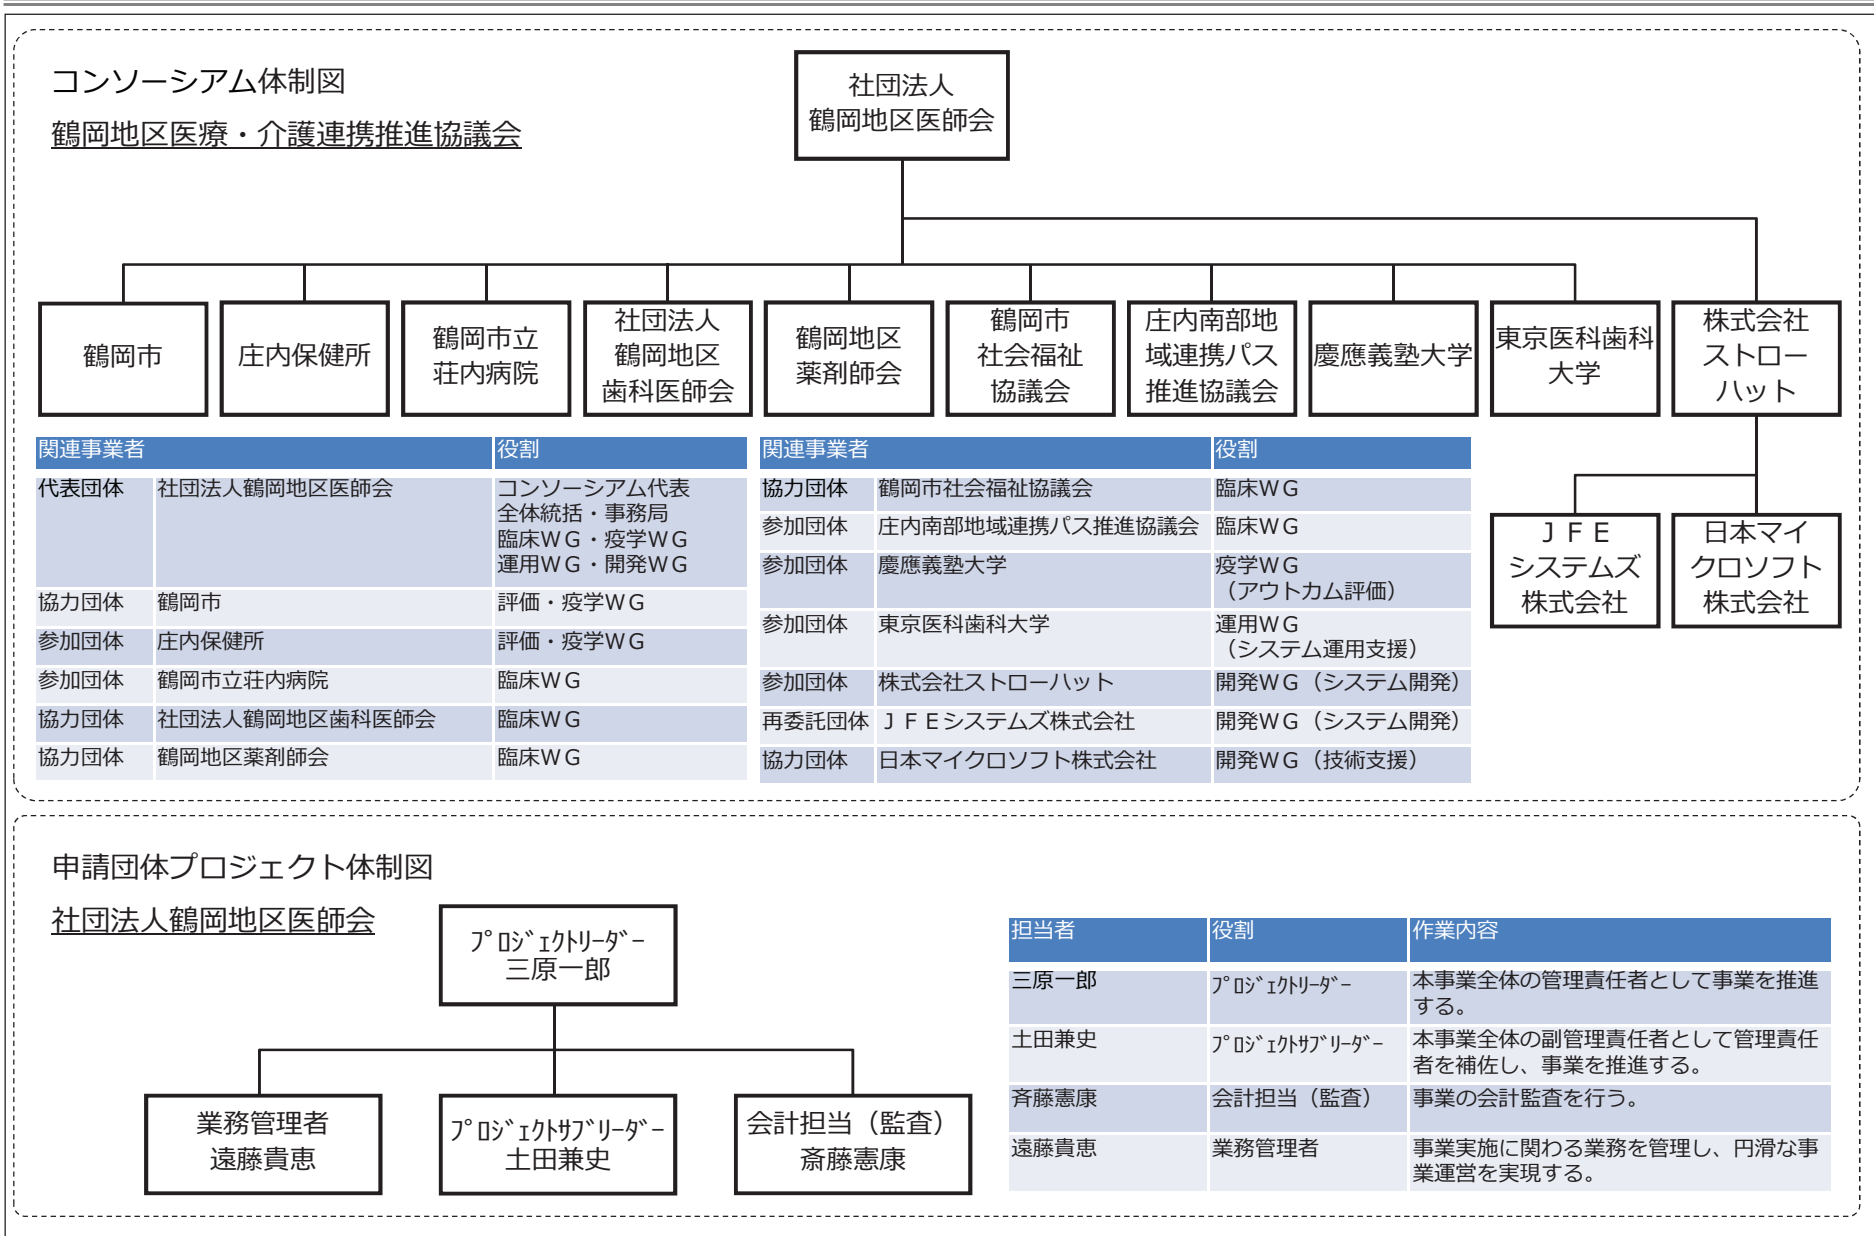 コンソーシアム体制図
鶴岡地区医療・介護連携推進協議会
社団法人
鶴岡地区医師会
鶴岡市
庄内保健所
鶴岡市立
荘内病院
社団法人
鶴岡地区
歯科医師会
鶴岡地区
薬剤師会
鶴岡市
社会福祉
協議会
庄内南部地
域連携パス
推進協議会
慶應義塾大学
東京医科歯科
大学
株式会社
ストロー
ハット
ＪＦＥ
システムズ
株式会社
日本マイ
クロソフト
株式会社
関連事業者 役割
代表団体 社団法人鶴岡地区医師会 コンソーシアム代表
全体統括・事務局
臨床ＷＧ・疫学ＷＧ
運用ＷＧ・開発ＷＧ
協力団体 鶴岡市 評価・疫学ＷＧ
参加団体 庄内保健所 評価・疫学ＷＧ
参加団体 鶴岡市立荘内病院 臨床ＷＧ
協力団体 社団法人鶴岡地区歯科医師会 臨床ＷＧ
協力団体 鶴岡地区薬剤師会 臨床ＷＧ
関連事業者 役割
協力団体 鶴岡市社会福祉協議会 臨床ＷＧ
参加団体 庄内南部地域連携パス推進協議会 臨床ＷＧ
参加団体 慶應義塾大学 疫学ＷＧ
（アウトカム評価）
参加団体 東京医科歯科大学 運用ＷＧ
（システム運用支援）
参加団体 株式会社ストローハット 開発ＷＧ（システム開発）
再委託団体 ＪＦＥシステムズ株式会社 開発ＷＧ（システム開発）
協力団体 日本マイクロソフト株式会社 開発ＷＧ（技術支援）
申請団体プロジェクト体制図
社団法人鶴岡地区医師会
ﾌﾟﾛｼﾞｪｸﾄﾘｰﾀﾞｰ
三原一郎
業務管理者
遠藤貴恵
ﾌﾟﾛｼﾞｪｸﾄｻﾌﾞﾘｰﾀﾞｰ
土田兼史
会計担当（監査）
斎藤憲康
担当者 役割 作業内容
三原一郎 ﾌﾟﾛｼﾞｪｸﾄﾘｰﾀﾞｰ 本事業全体の管理責任者として事業を推進
する。
土田兼史 ﾌﾟﾛｼﾞｪｸﾄｻﾌﾞﾘｰﾀﾞｰ 本事業全体の副管理責任者として管理責任
者を補佐し、事業を推進する。
斉藤憲康 会計担当（監査） 事業の会計監査を行う。
遠藤貴恵 業務管理者 事業実施に関わる業務を管理し、円滑な事
業運営を実現する。